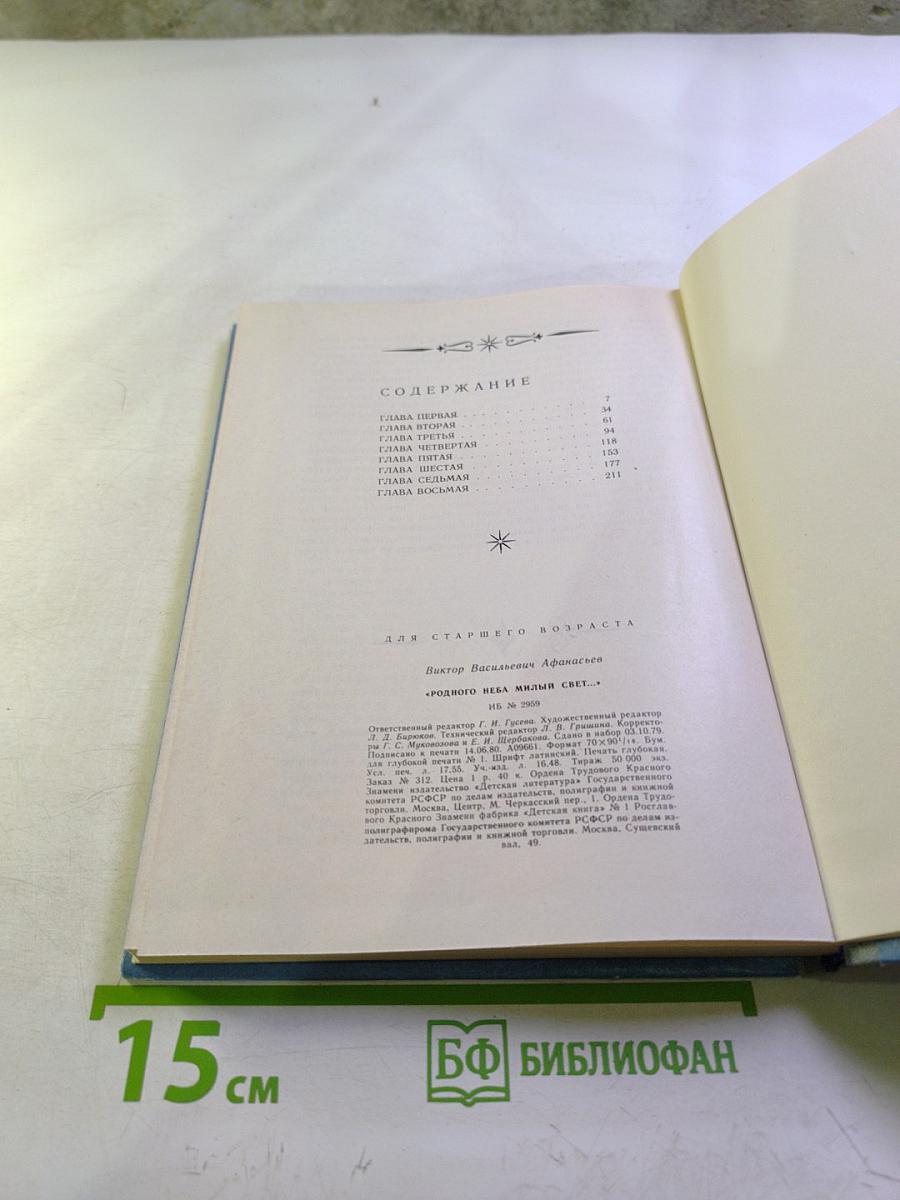 СОДЕРЖАНИЕ
ГЛАВА ПЕРВАЯ . . . . . . . . . . 7
ГЛАВА ВТОРАЯ . . . . . . . . . . 34
ГЛАВА ТРЕТЬЯ . . . . . . . . . . 61
ГЛАВА ЧЕТВЕРТАЯ . . . . . . . . . 94
ГЛАВА ПЯТАЯ . . . . . . . . . . 118
ГЛАВА ШЕСТАЯ . . . . . . . . . . 153
ГЛАВА СЕДЬМАЯ . . . . . . . . . . 177
ГЛАВА ВОСЬМАЯ . . . . . . . . . . 211
ДЛЯ СТАРШЕГО ВОЗРАСТА
Виктор Васильевич Афанасьев
«РОДНОГО НЕБА МИЛЫЙ СВЕТ...»
ИБ № 2959
Ответственный редактор Г. И. Гусева. Художественный редактор
Л. Д. Бирюков. Технический редактор Л. В. Гришина. Корректо-
ры Г. С. Муковозова и Е. И. Щербакова. Сдано в набор 03.10.79.
Подписано к печати 14.06.80. А09661. Формат 70×90¹/₁₆. Бум.
для глубокой печати № 1. Шрифт латинский. Печать глубокая.
Усл. печ. л. 17,55. Уч.-изд. л. 16,48. Тираж 50 000 экз.
Заказ № 312. Цена 1 р. 40 к. Ордена Трудового Красного
Знамени издательство «Детская литература» Государственного
комитета РСФСР по делам издательств, полиграфии и книжной
торговли. Москва, Центр, М. Черкасский пер., 1. Ордена Трудо-
вого Красного Знамени фабрика «Детская книга» № 1 Росглав-
полиграфпрома Государственного комитета РСФСР по делам из-
дательств, полиграфии и книжной торговли. Москва, Сущевский
вал, 49.
15 см
БФ БИБЛИОФАН